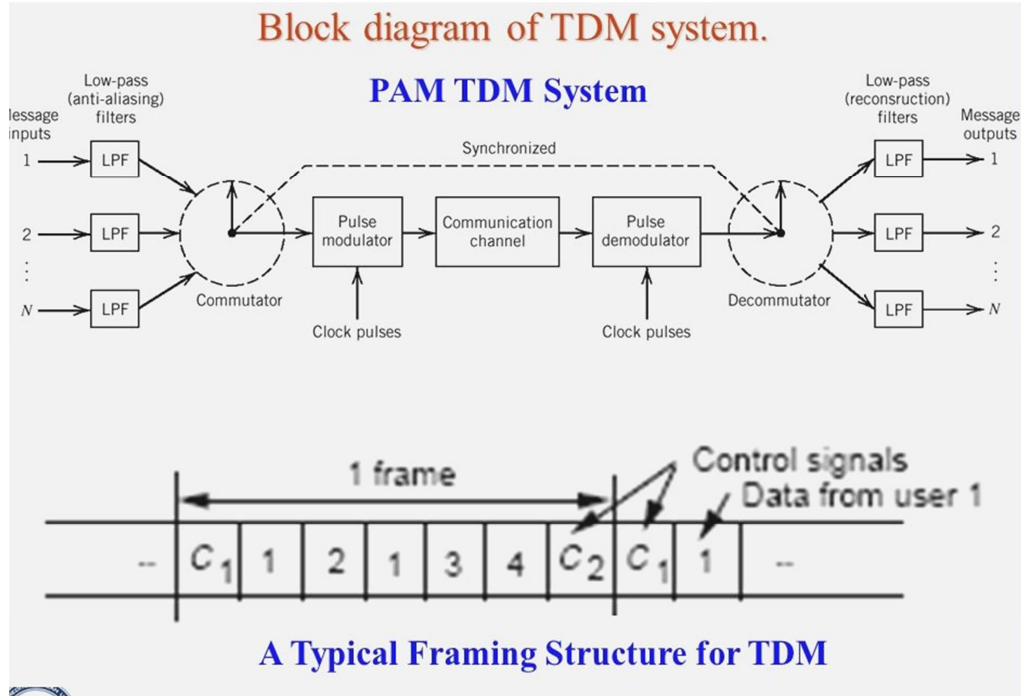 Block diagram of TDM system.
PAM TDM System
Low-pass
(anti-aliasing)
filters
Low-pass
(reconsruction)
filters
lessage
inputs
Message
outputs
Synchronized
1
LPF
LPF
1
2
LPF
Pulse
modulator
Communication
channel
Pulse
demodulator
LPF
2
N
LPF
Commutator
Decommutator
LPF
N
Clock pulses
Clock pulses
1 frame
Control signals
Data from user 1
-- C1 1 2 1 3 4 C2 C1 1 --
A Typical Framing Structure for TDM